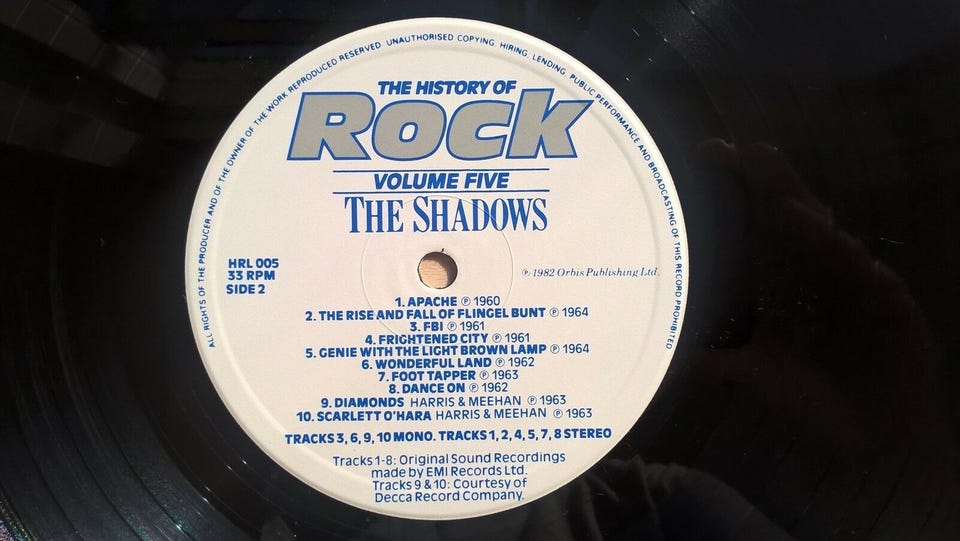 ALL RIGHTS OF THE PRODUCER AND OF THE OWNER OF THE WORK REPRODUCED RESERVED. UNAUTHORISED COPYING, HIRING, LENDING, PUBLIC PERFORMANCE AND BROADCASTING OF THIS RECORD PROHIBITED
THE HISTORY OF
Rock
VOLUME FIVE
THE SHADOWS
HRL 005
33 RPM
SIDE 2
℗ 1982 Orbis Publishing Ltd.
1. APACHE ℗ 1960
2. THE RISE AND FALL OF FLINGEL BUNT ℗ 1964
3. FBI ℗ 1961
4. FRIGHTENED CITY ℗ 1961
5. GENIE WITH THE LIGHT BROWN LAMP ℗ 1964
6. WONDERFUL LAND ℗ 1962
7. FOOT TAPPER ℗ 1963
8. DANCE ON ℗ 1962
9. DIAMONDS HARRIS & MEEHAN ℗ 1963
10. SCARLETT O'HARA HARRIS & MEEHAN ℗ 1963
TRACKS 3, 6, 9, 10 MONO. TRACKS 1, 2, 4, 5, 7, 8 STEREO
Tracks 1-8: Original Sound Recordings
made by EMI Records Ltd.
Tracks 9 & 10: Courtesy of
Decca Record Company.